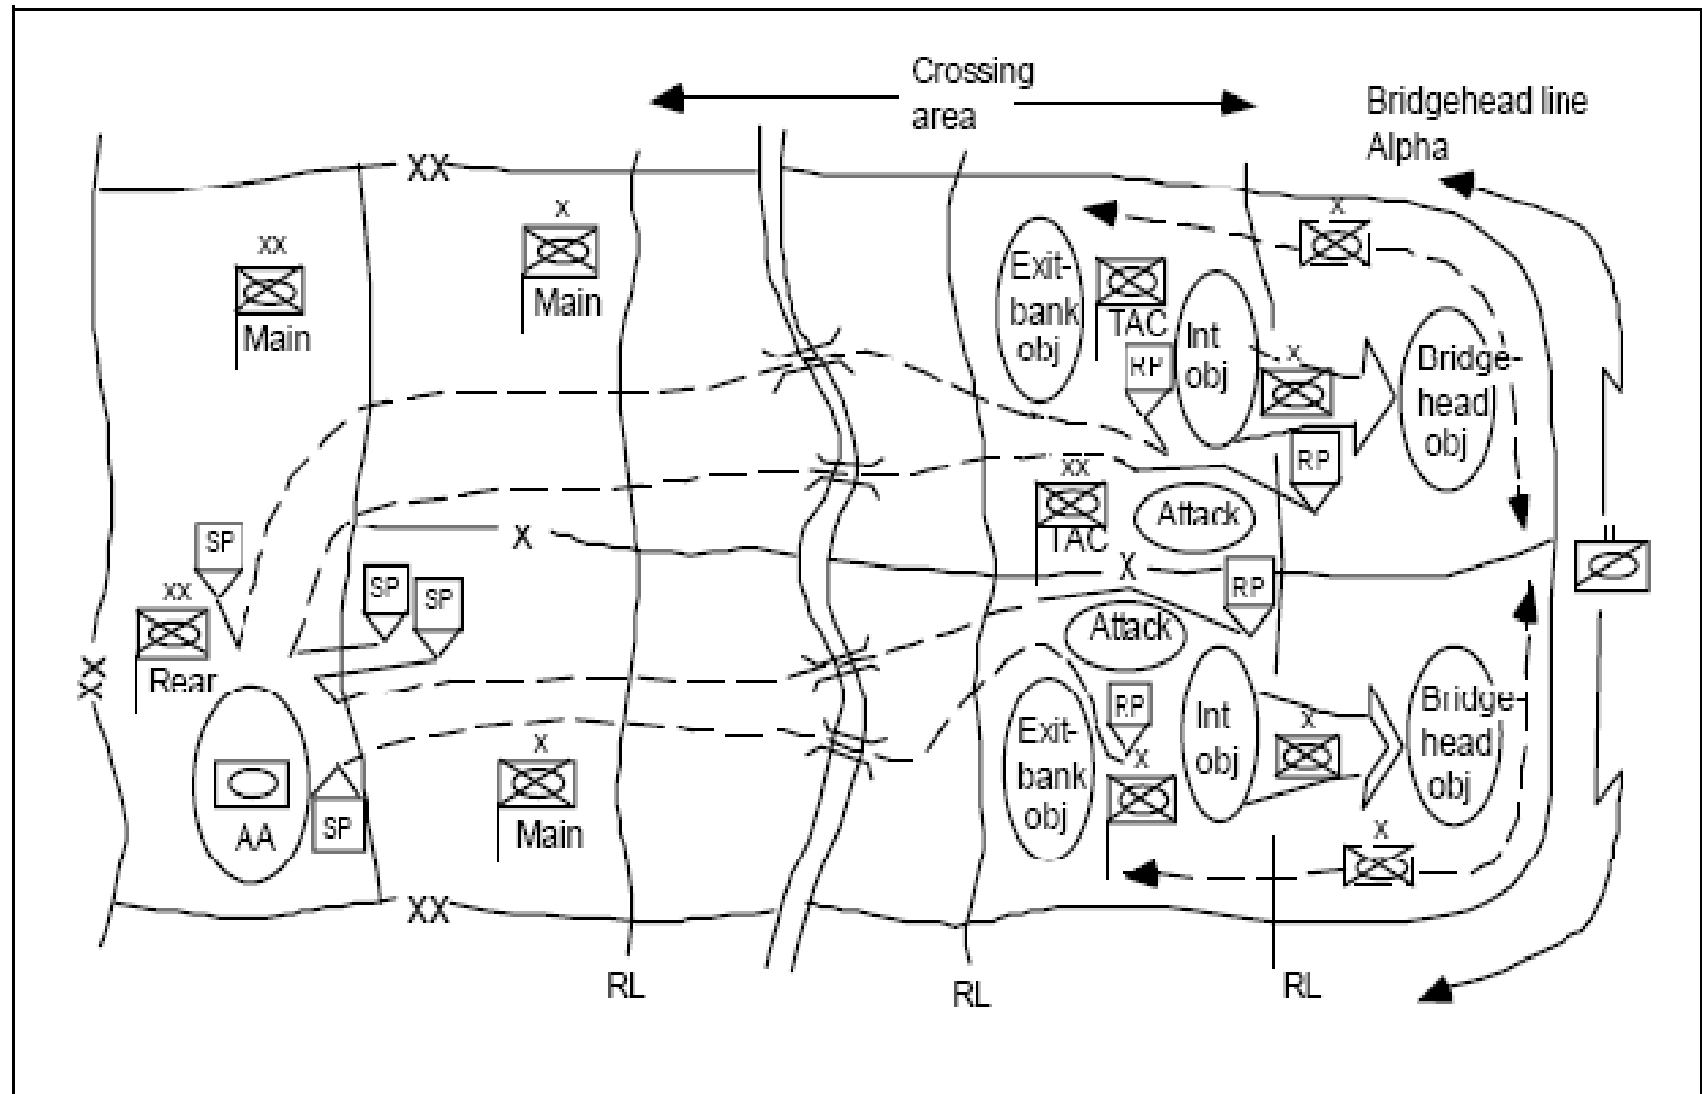 Crossing
area
Bridgehead line
Alpha
XX
X
X
XX
Main
Main
Exit-
bank
obj
TAC
Int
obj
RP
X
Bridge-
head
obj
RP
XX
TAC
Attack
X
X
SP
SP
SP
XX
Rear
XX
RP
Attack
II
AA
SP
X
Main
Exit-
bank
obj
RP
X
Int
obj
X
Bridge-
head
obj
X
XX
RL
RL
RL